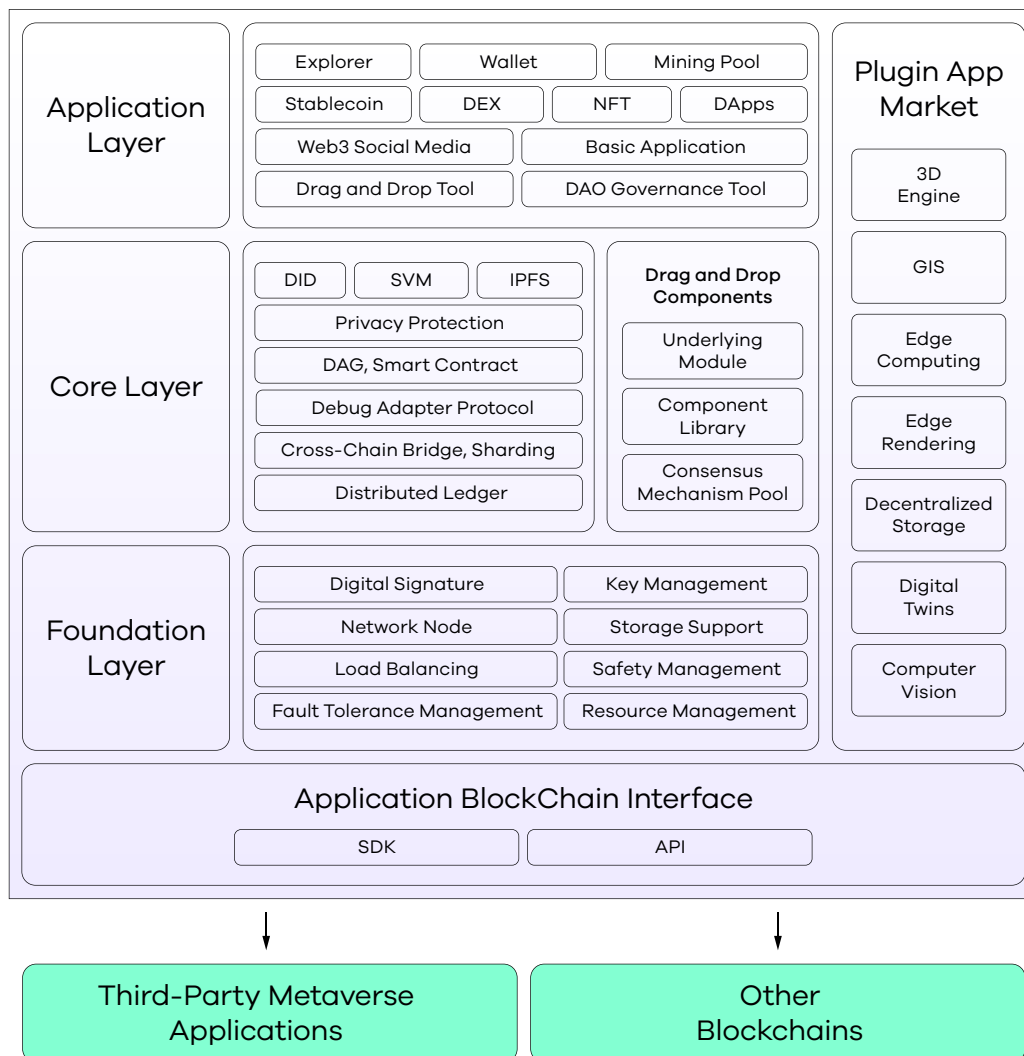 Application
Layer
Explorer
Wallet
Mining Pool
Stablecoin
DEX
NFT
DApps
Web3 Social Media
Basic Application
Drag and Drop Tool
DAO Governance Tool
Core Layer
DID
SVM
IPFS
Privacy Protection
DAG, Smart Contract
Debug Adapter Protocol
Cross-Chain Bridge, Sharding
Distributed Ledger
Drag and Drop
Components
Underlying
Module
Component
Library
Consensus
Mechanism Pool
Foundation
Layer
Digital Signature
Key Management
Network Node
Storage Support
Load Balancing
Safety Management
Fault Tolerance Management
Resource Management
Plugin App
Market
3D
Engine
GIS
Edge
Computing
Edge
Rendering
Decentralized
Storage
Digital
Twins
Computer
Vision
Application BlockChain Interface
SDK
API
Third-Party Metaverse
Applications
Other
Blockchains